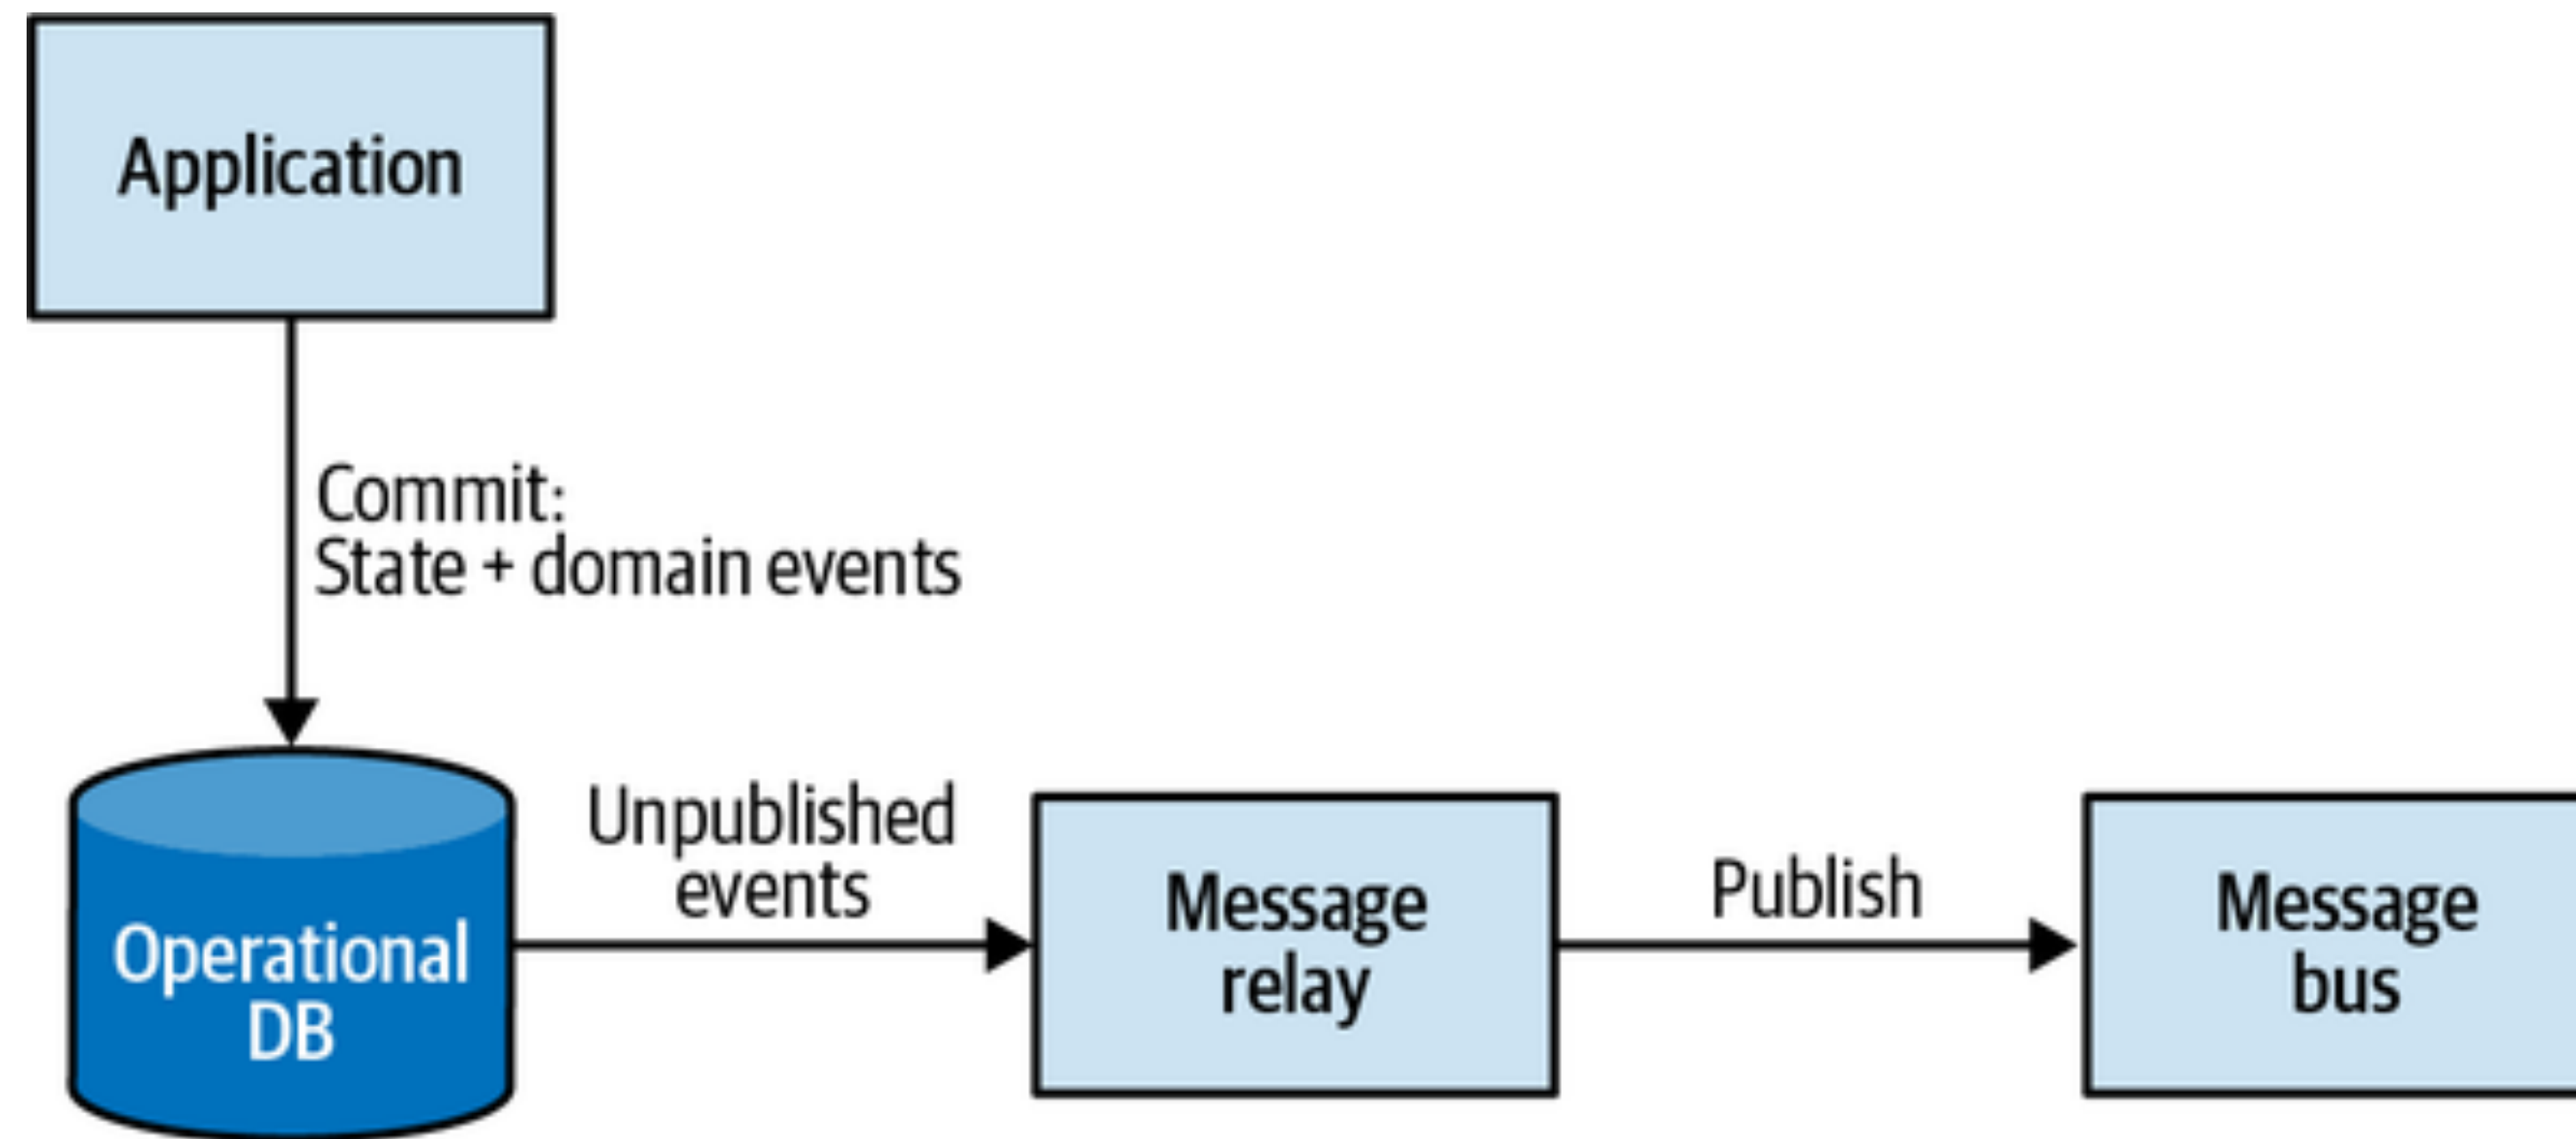 Application
Commit:
State + domain events
Unpublished
events
Operational
DB
Message
relay
Publish
Message
bus